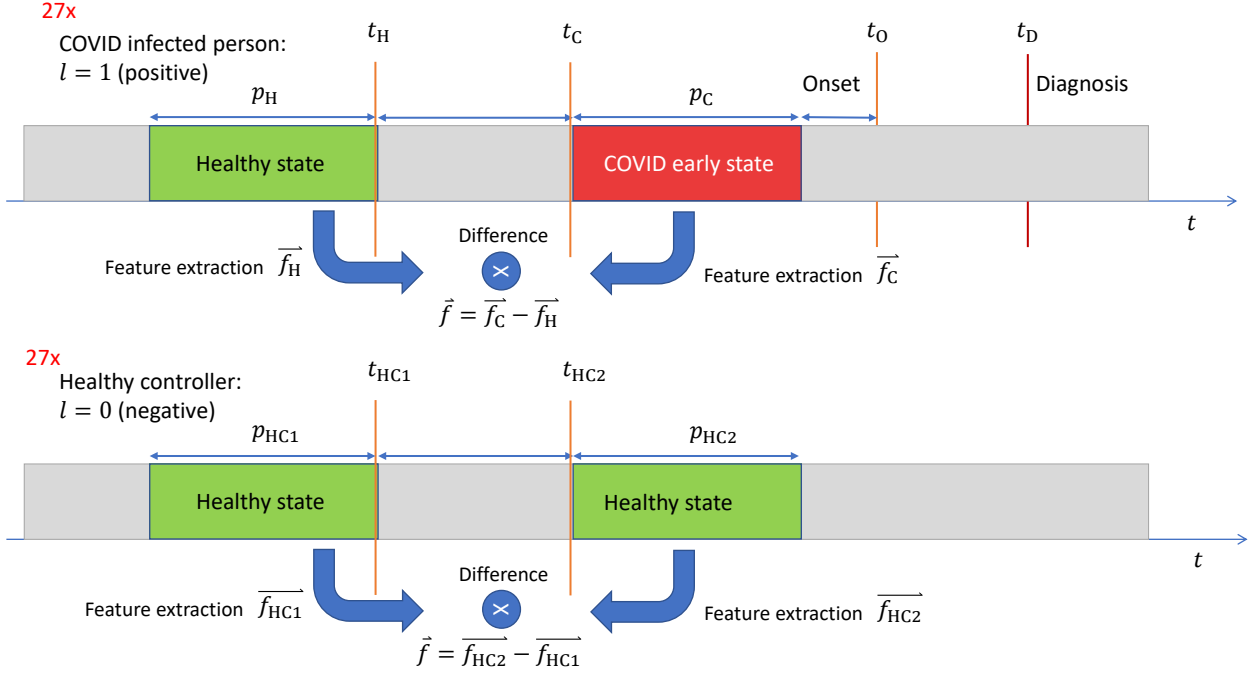 27x
COVID infected person:
l = 1 (positive)
t_H
t_C
t_O
t_D
p_H
p_C
Onset
Diagnosis
Healthy state
COVID early state
t
Feature extraction f_H⃗
Difference
×
Feature extraction f_C⃗
f⃗ = f_C⃗ − f_H⃗
27x
Healthy controller:
l = 0 (negative)
t_HC1
t_HC2
p_HC1
p_HC2
Healthy state
Healthy state
t
Feature extraction f_HC1⃗
Difference
×
Feature extraction f_HC2⃗
f⃗ = f_HC2⃗ − f_HC1⃗